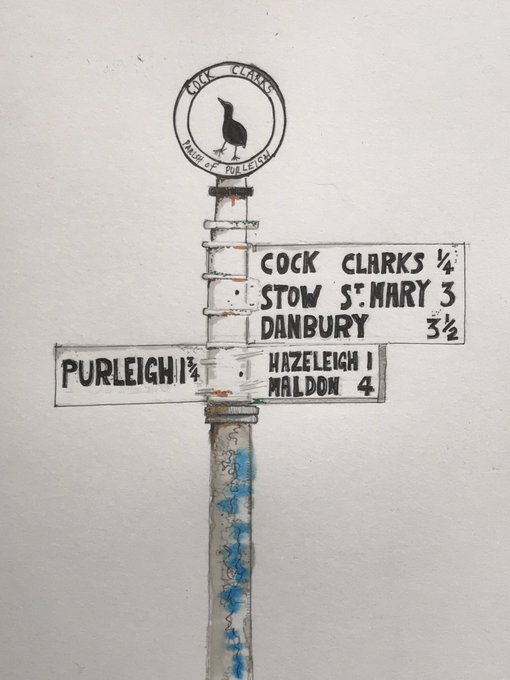 COCK CLARKS
PARISH OF PURLEIGH
COCK CLARKS 1/4
STOW ST. MARY 3
DANBURY 3 1/2
PURLEIGH 1 3/4
HAZELEIGH 1
MALDON 4